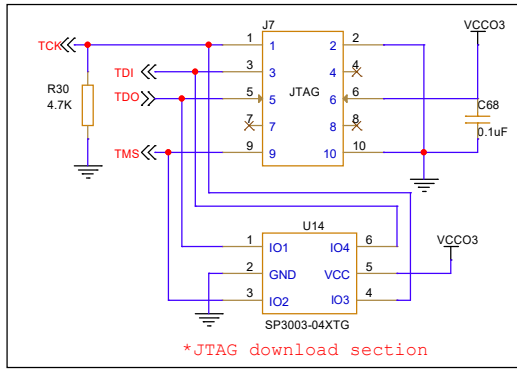 J7
VCCO3
TCK
1 1 2 2
TDI
3 3 4 4
R30
4.7K
JTAG
TDO
5 5 6 6
C68
0.1uF
7 7 8 8
TMS
9 9 10 10
U14
VCCO3
1 IO1 IO4 6
2 GND VCC 5
3 IO2 IO3 4
SP3003-04XTG
*JTAG download section